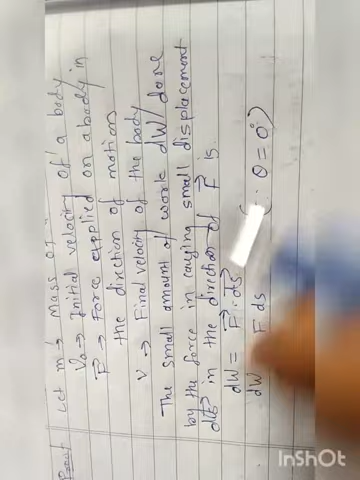 Proof
Let m → Mass of
V₀ → Initial velocity of a body
F⃗ → Force applied on a body in
the direction of motion
V → Final velocity of the body
The small amount of work dW done
by the force in carrying small displacement
ds⃗ in the direction of F⃗ is
dW = F⃗ . ds⃗
dW F ds (∵ θ = 0°)
InShOt